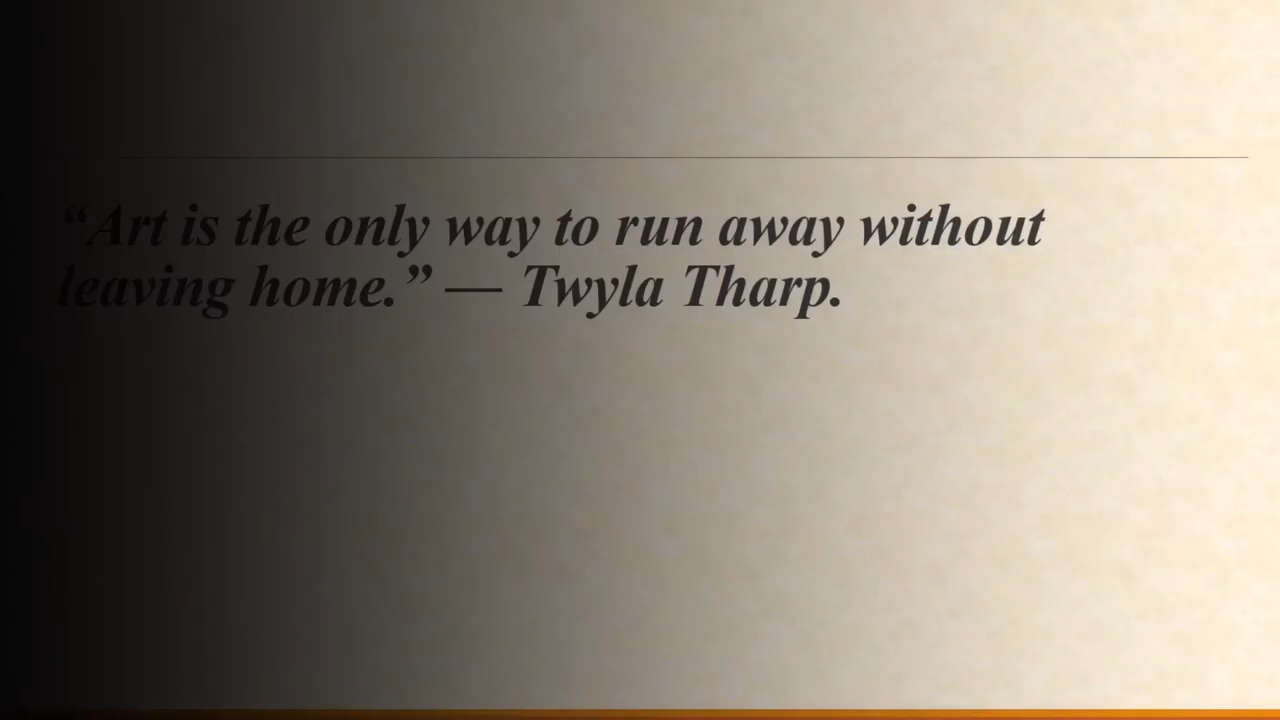 “Art is the only way to run away without
leaving home.” — Twyla Tharp.